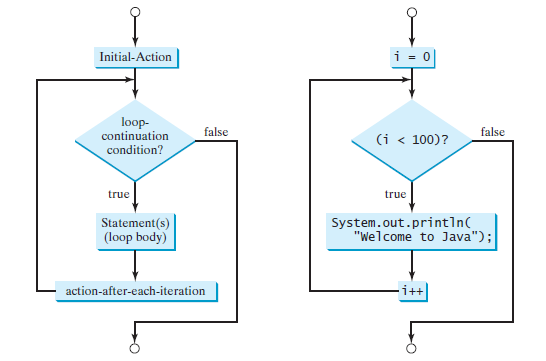 Initial-Action
loop-
continuation
condition?
false
true
Statement(s)
(loop body)
action-after-each-iteration
i = 0
(i < 100)?
false
true
System.out.println(
"Welcome to Java");
i++